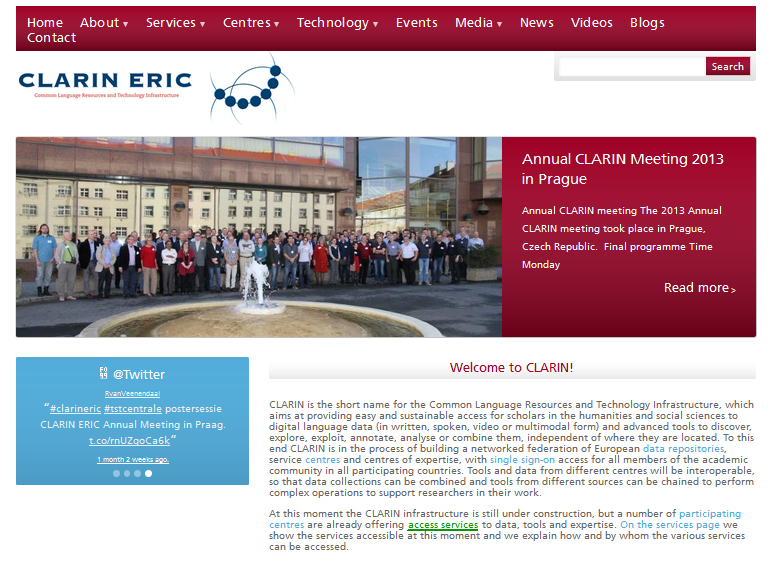 Home About Services Centres Technology Events Media News Videos Blogs
Contact
CLARIN ERIC
Common Language Resources and Technology Infrastructure
Search
Annual CLARIN Meeting 2013
in Prague
Annual CLARIN meeting The 2013 Annual
CLARIN meeting took place in Prague,
Czech Republic. Final programme Time
Monday
Read more >
@Twitter
RyanVeenendaal
“#clarineric #tstcentrale postersessie
CLARIN ERIC Annual Meeting in Praag.
t.co/rnUZgoCa6k”
1 month 2 weeks ago.
Welcome to CLARIN!
CLARIN is the short name for the Common Language Resources and Technology Infrastructure, which
aims at providing easy and sustainable access for scholars in the humanities and social sciences to
digital language data (in written, spoken, video or multimodal form) and advanced tools to discover,
explore, exploit, annotate, analyse or combine them, independent of where they are located. To this
end CLARIN is in the process of building a networked federation of European data repositories,
service centres and centres of expertise, with single sign-on access for all members of the academic
community in all participating countries. Tools and data from different centres will be interoperable,
so that data collections can be combined and tools from different sources can be chained to perform
complex operations to support researchers in their work.
At this moment the CLARIN infrastructure is still under construction, but a number of participating
centres are already offering access services to data, tools and expertise. On the services page we
show the services accessible at this moment and we explain how and by whom the various services
can be accessed.